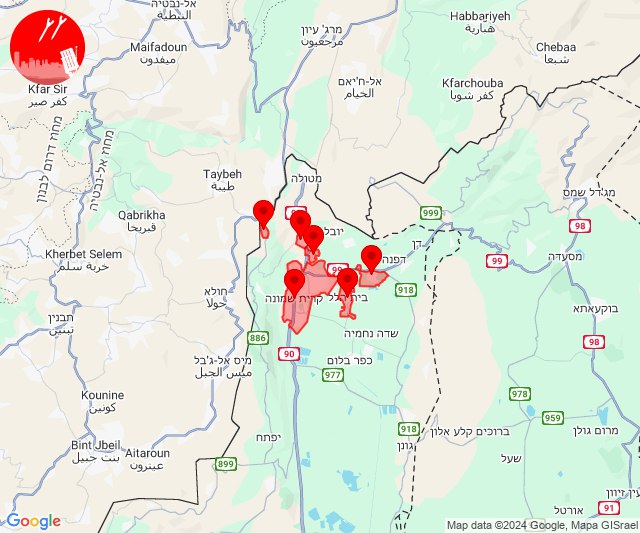 אל-נבטיה
النبطية
מרג' עיון
مرجعيون
Habbariyeh
هبارية
Maifadoun
ميفدون
Chebaa
شبعا
אל-ח'יאם
الخيام
Kfarchouba
كفر شوبا
Kfar Sir
كفر صير
מחוז דרום לבנון
מחוז אל-נבטיה
Taybeh
طيبة
מטולה
מג'דל שמס
Qabrikha
قبريخا
999
98
יובל
דן
Kherbet Selem
خربة سلم
דפנה
99
מסעדה
99
חולא
حولا
918
קרית שמונה
בית הלל
תבנין
تبنين
שדה נחמיה
בוקעאתא
886
98
90
מיס אל-ג'בל
ميس الجبل
כפר בלום
977
Kounine
كونين
978
959
918
ברוכים קלע אלון
מרום גולן
יפתח
Bint Jbeil
بنت جبيل
גונן
Aitaroun
عيترون
899
שעל
עין זיוון
91
אורטל
Google
Map data ©2024 Google, Mapa GISrael